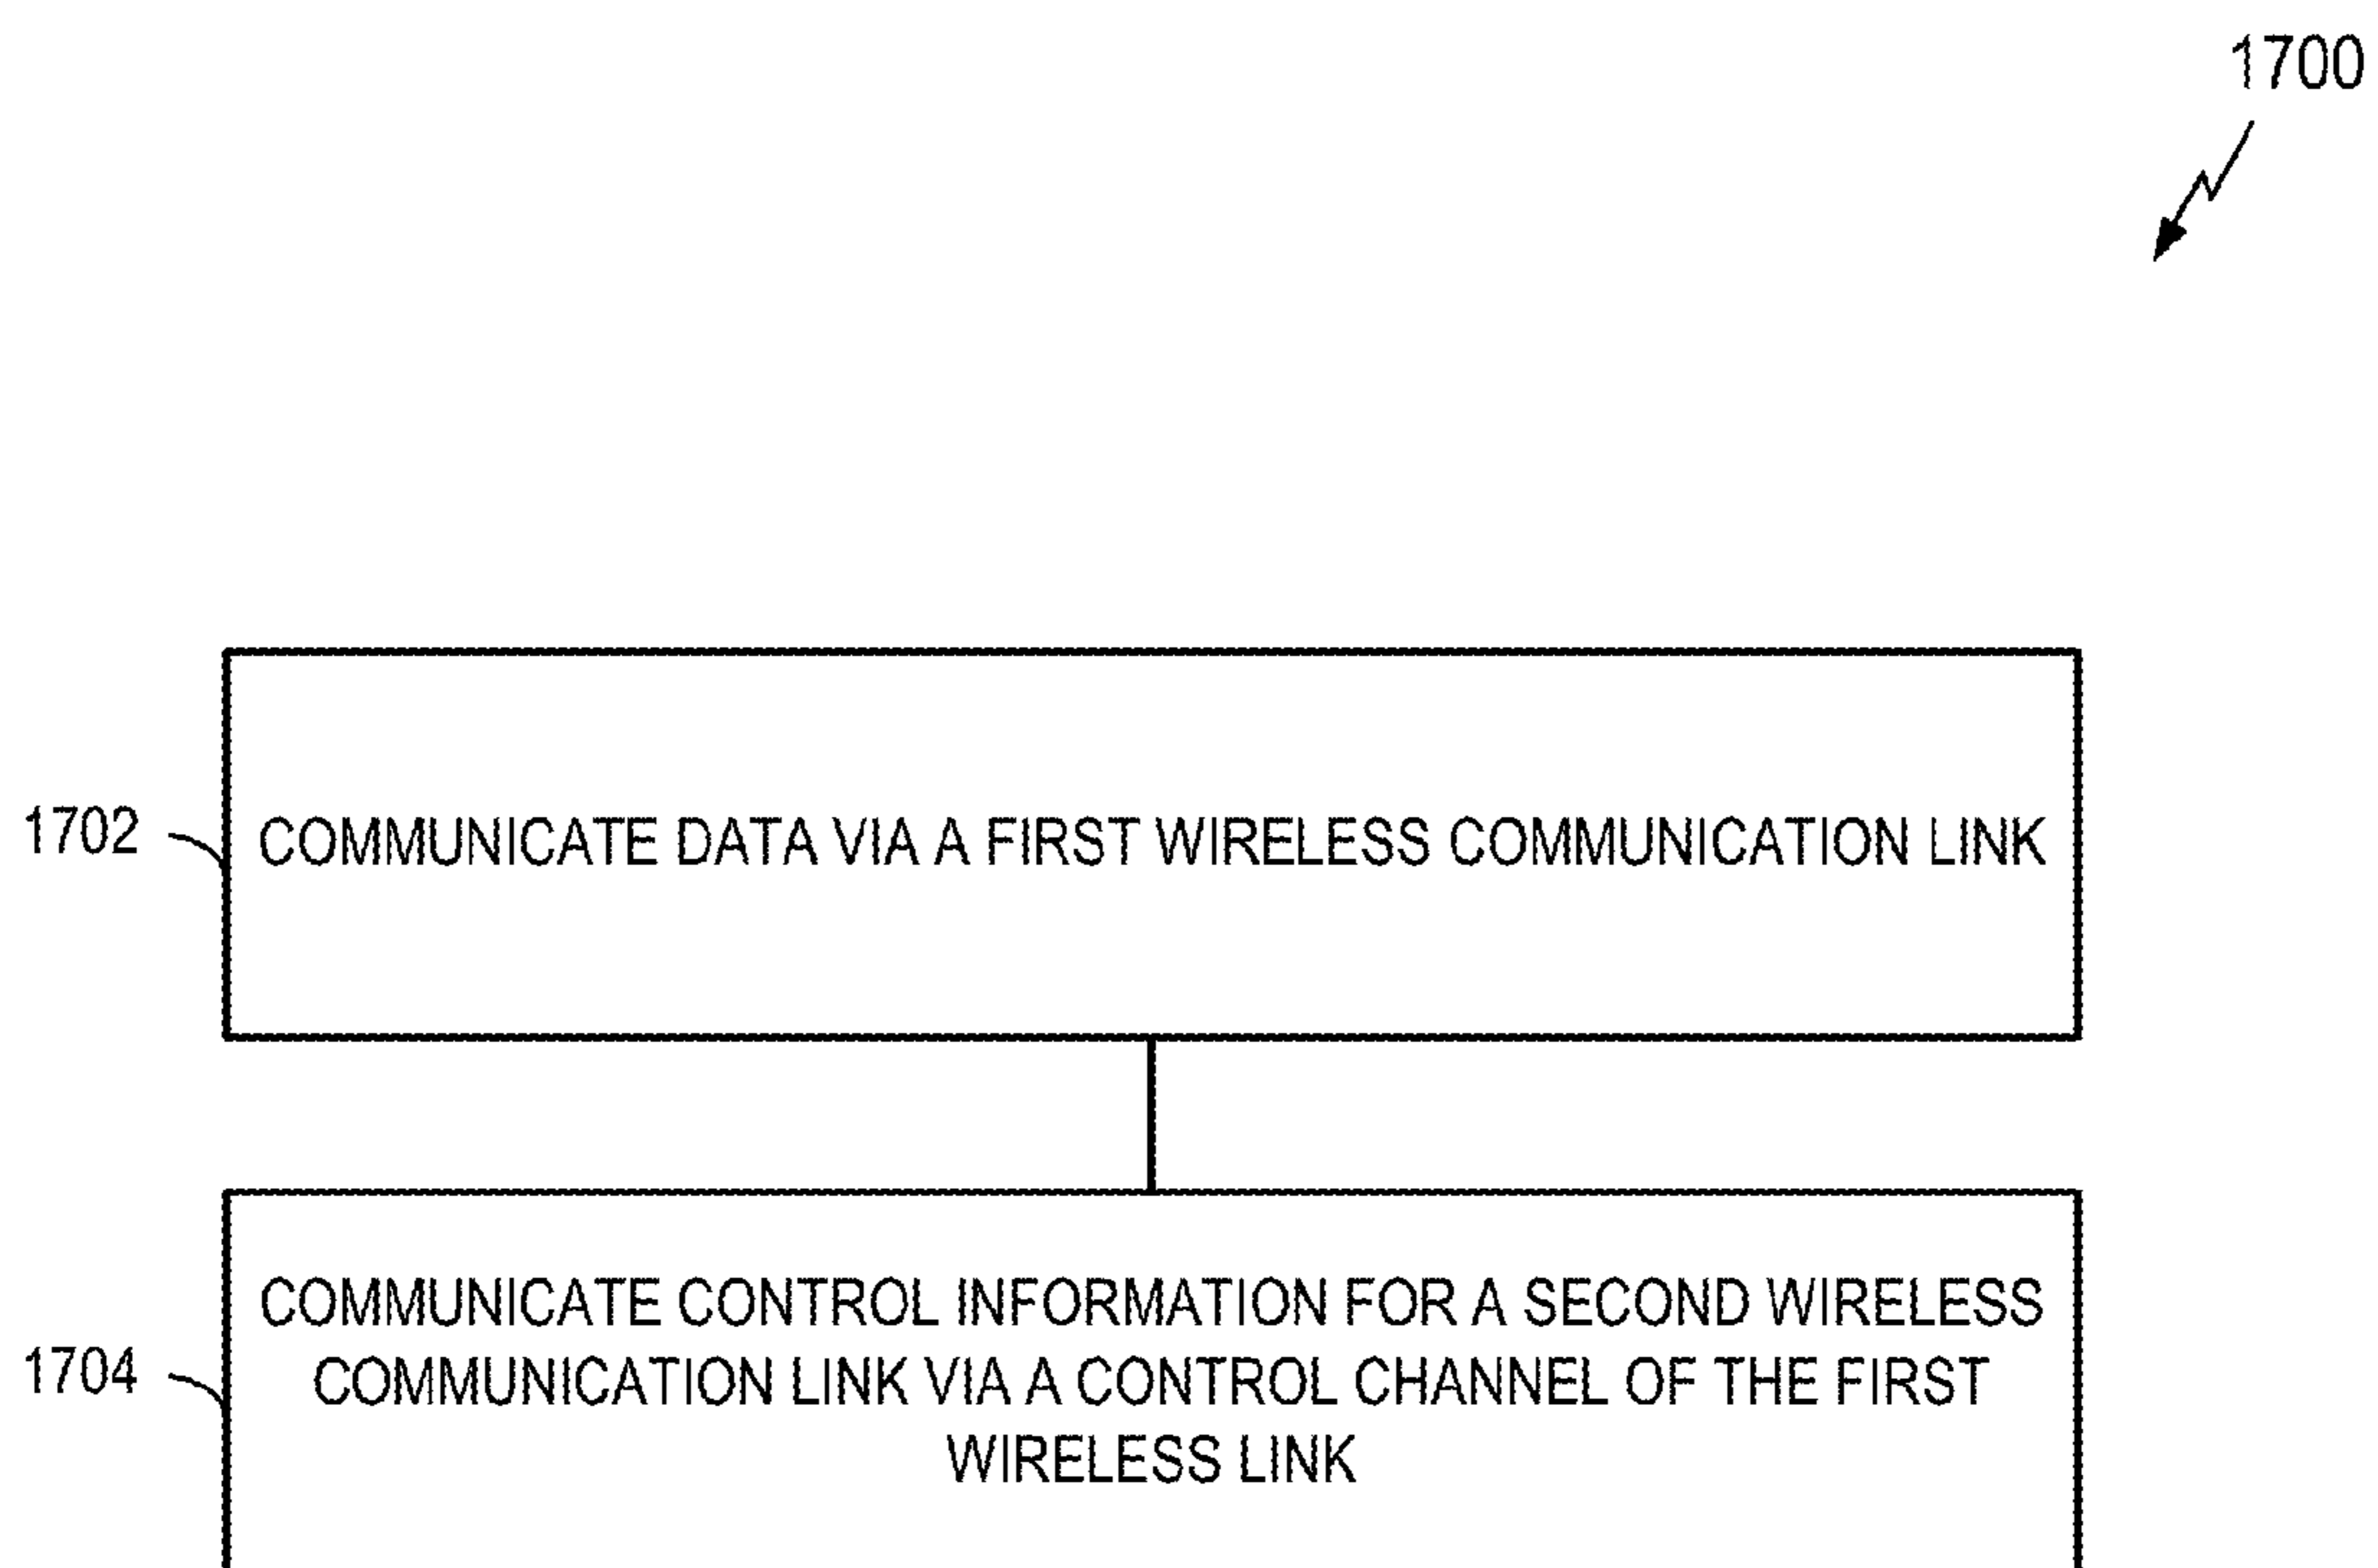 1700
1702
COMMUNICATE DATA VIA A FIRST WIRELESS COMMUNICATION LINK
1704
COMMUNICATE CONTROL INFORMATION FOR A SECOND WIRELESS
COMMUNICATION LINK VIA A CONTROL CHANNEL OF THE FIRST
WIRELESS LINK